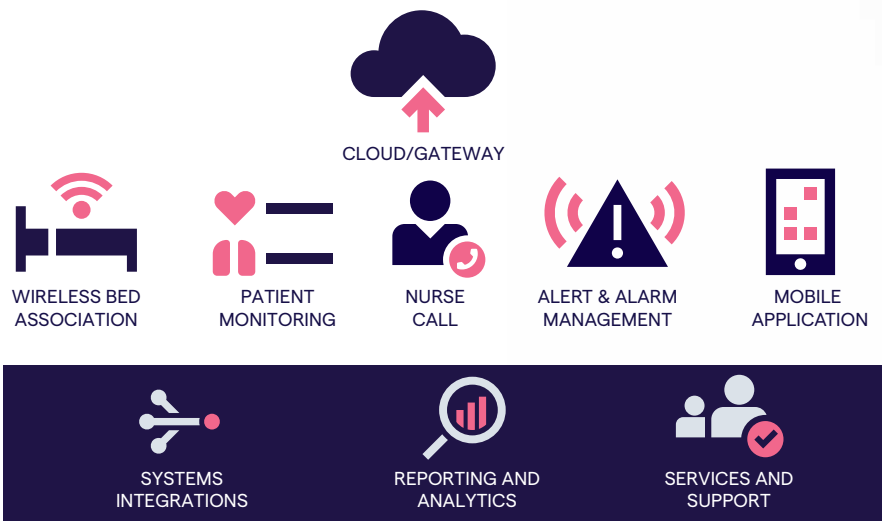 CLOUD/GATEWAY
WIRELESS BED
ASSOCIATION
PATIENT
MONITORING
NURSE
CALL
ALERT & ALARM
MANAGEMENT
MOBILE
APPLICATION
SYSTEMS
INTEGRATIONS
REPORTING AND
ANALYTICS
SERVICES AND
SUPPORT